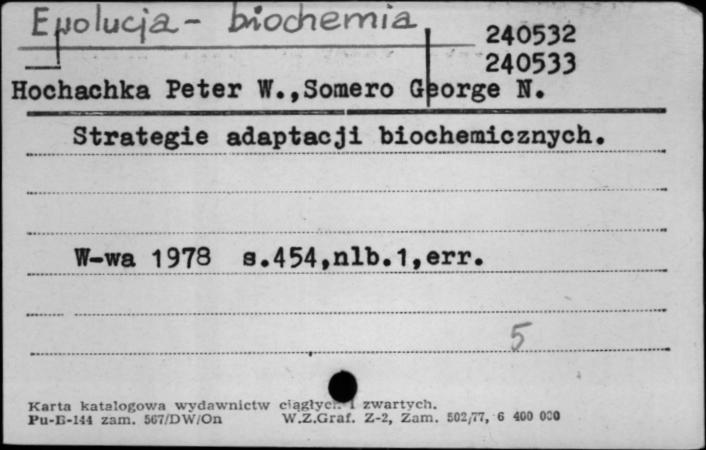 Ewolucja - biochemia
240532
240533
Hochachka Peter W.,Somero George N.
Strategie adaptacji biochemicznych.
W-wa 1978 s.454,nlb.1,err.
5
Karta katalogowa wydawnictw ciągłych i zwartych.
Pu-B-144 zam. 567/DW/On W.Z.Graf. Z-2, Zam. 502/77, 6 400 000